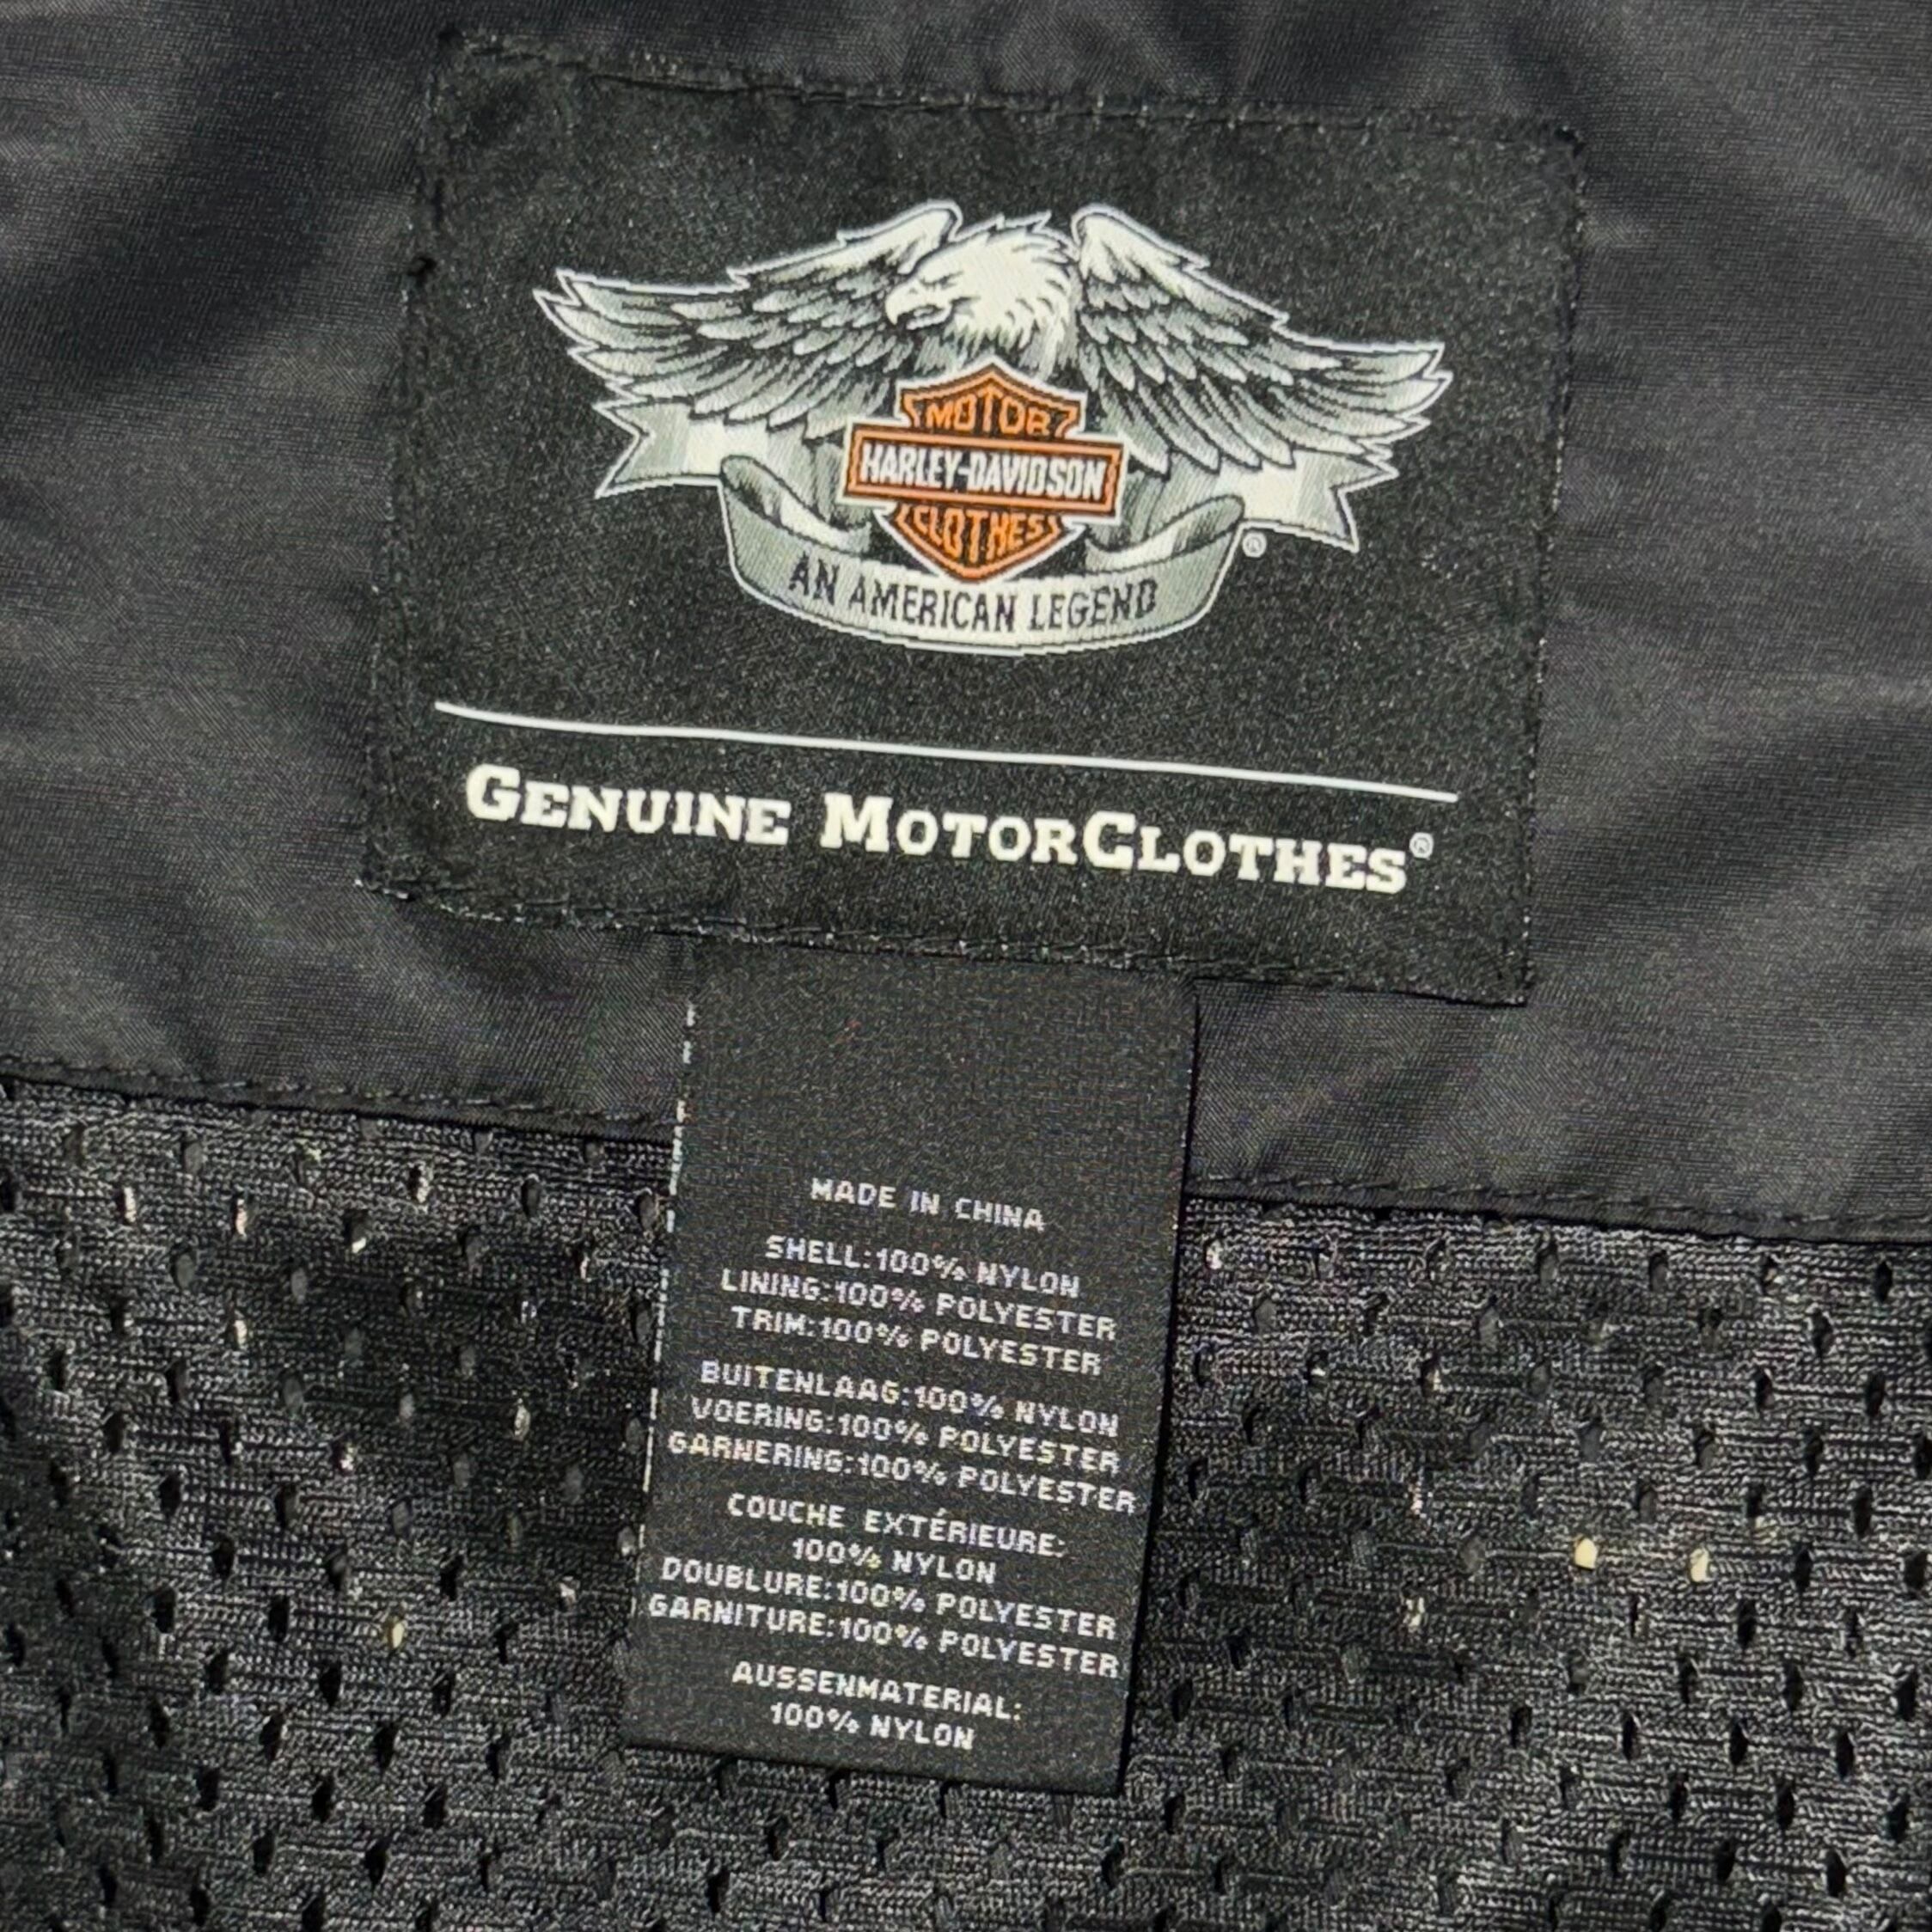 MOTOR
HARLEY-DAVIDSON
CLOTHES
AN AMERICAN LEGEND
®
GENUINE MOTORCLOTHES®
MADE IN CHINA
SHELL:100% NYLON
LINING:100% POLYESTER
TRIM:100% POLYESTER
BUITENLAAG:100% NYLON
VOERING:100% POLYESTER
GARNERING:100% POLYESTER
COUCHE EXTÉRIEURE:
100% NYLON
DOUBLURE:100% POLYESTER
GARNITURE:100% POLYESTER
AUSSENMATERIAL:
100% NYLON